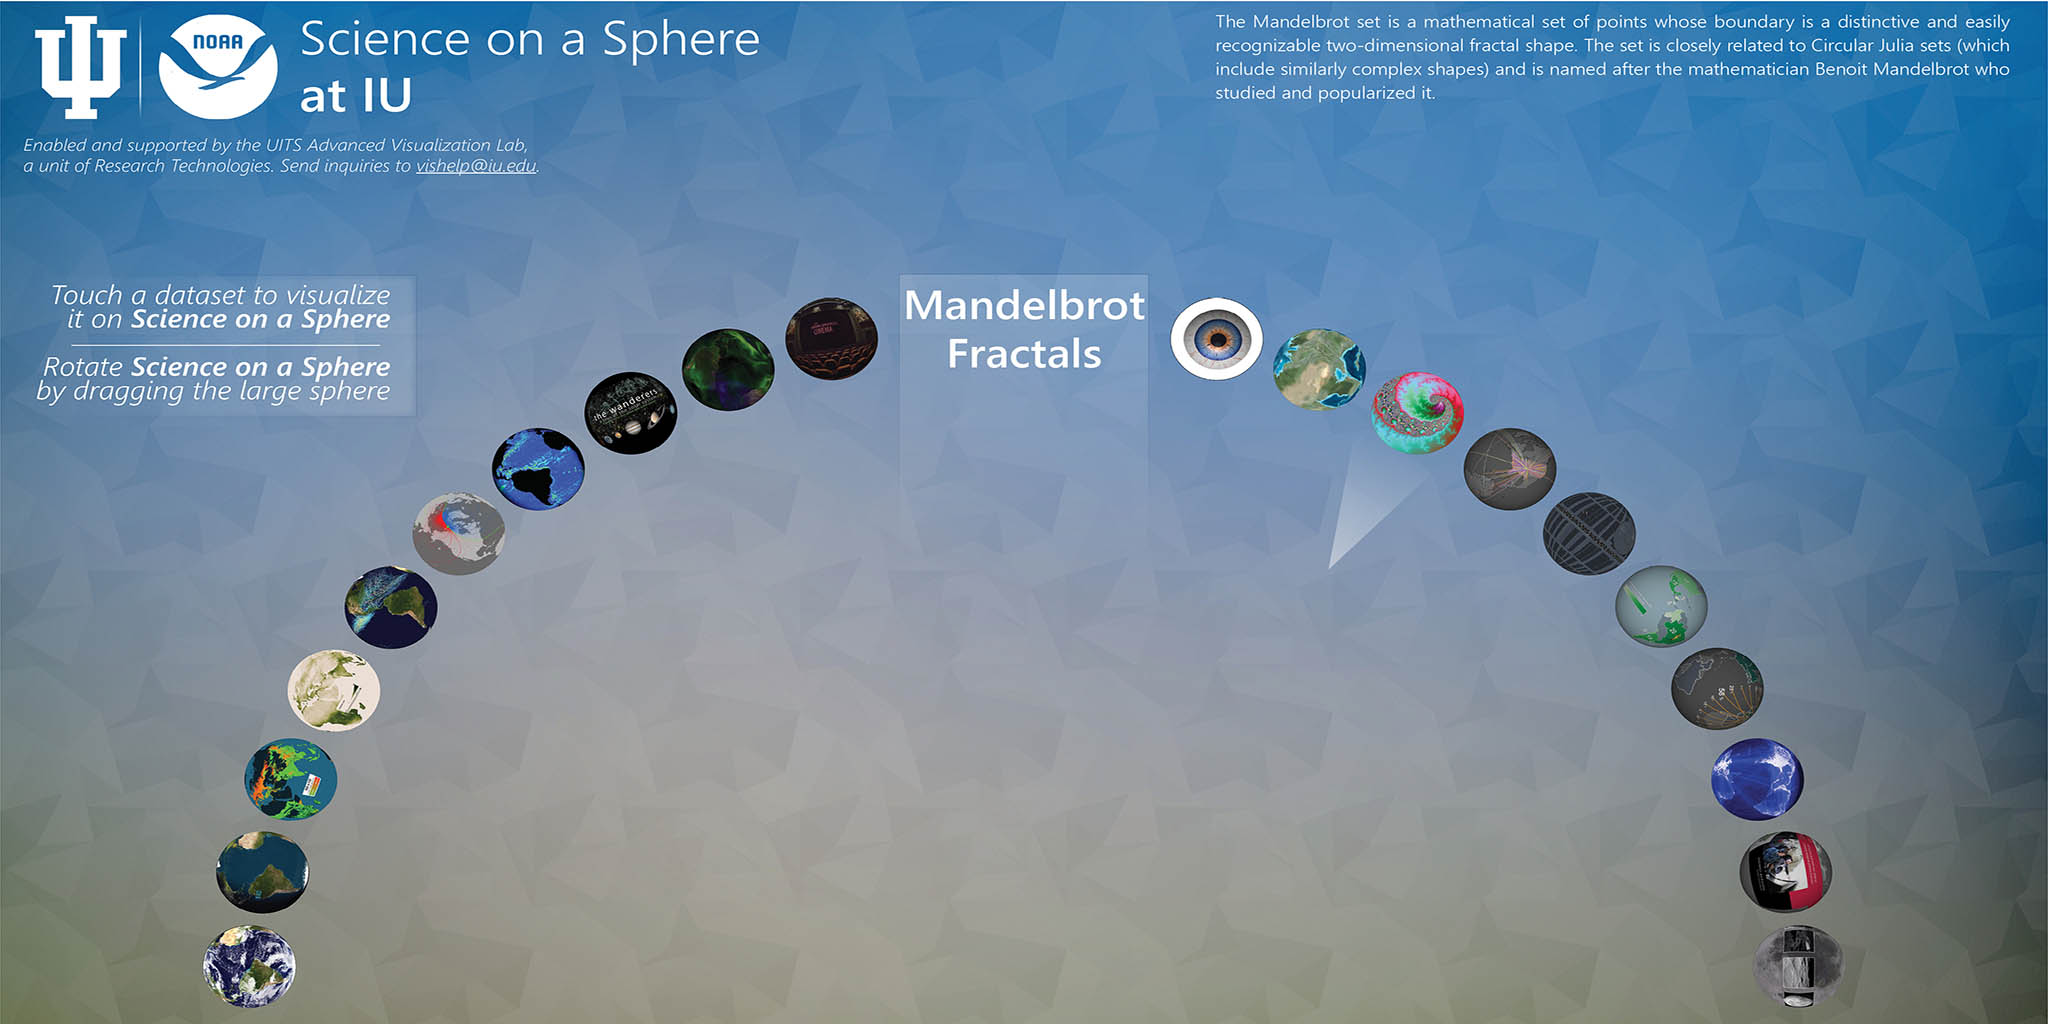 NOAA
Science on a Sphere
at IU
Enabled and supported by the UITS Advanced Visualization Lab,
a unit of Research Technologies. Send inquiries to vishelp@iu.edu.
The Mandelbrot set is a mathematical set of points whose boundary is a distinctive and easily
recognizable two-dimensional fractal shape. The set is closely related to Circular Julia sets (which
include similarly complex shapes) and is named after the mathematician Benoit Mandelbrot who
studied and popularized it.
Touch a dataset to visualize
it on Science on a Sphere
Rotate Science on a Sphere
by dragging the large sphere
Mandelbrot
Fractals
CINEMA
the wanderers